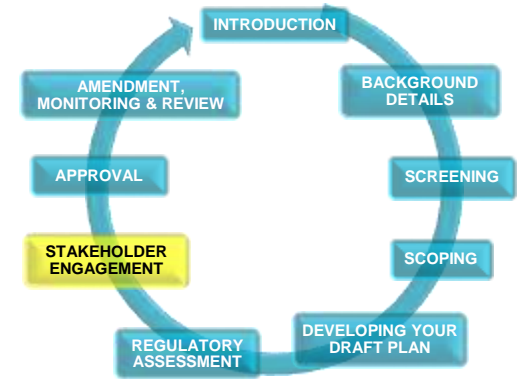 INTRODUCTION
BACKGROUND
DETAILS
SCREENING
SCOPING
DEVELOPING YOUR
DRAFT PLAN
REGULATORY
ASSESSMENT
STAKEHOLDER
ENGAGEMENT
APPROVAL
AMENDMENT,
MONITORING & REVIEW